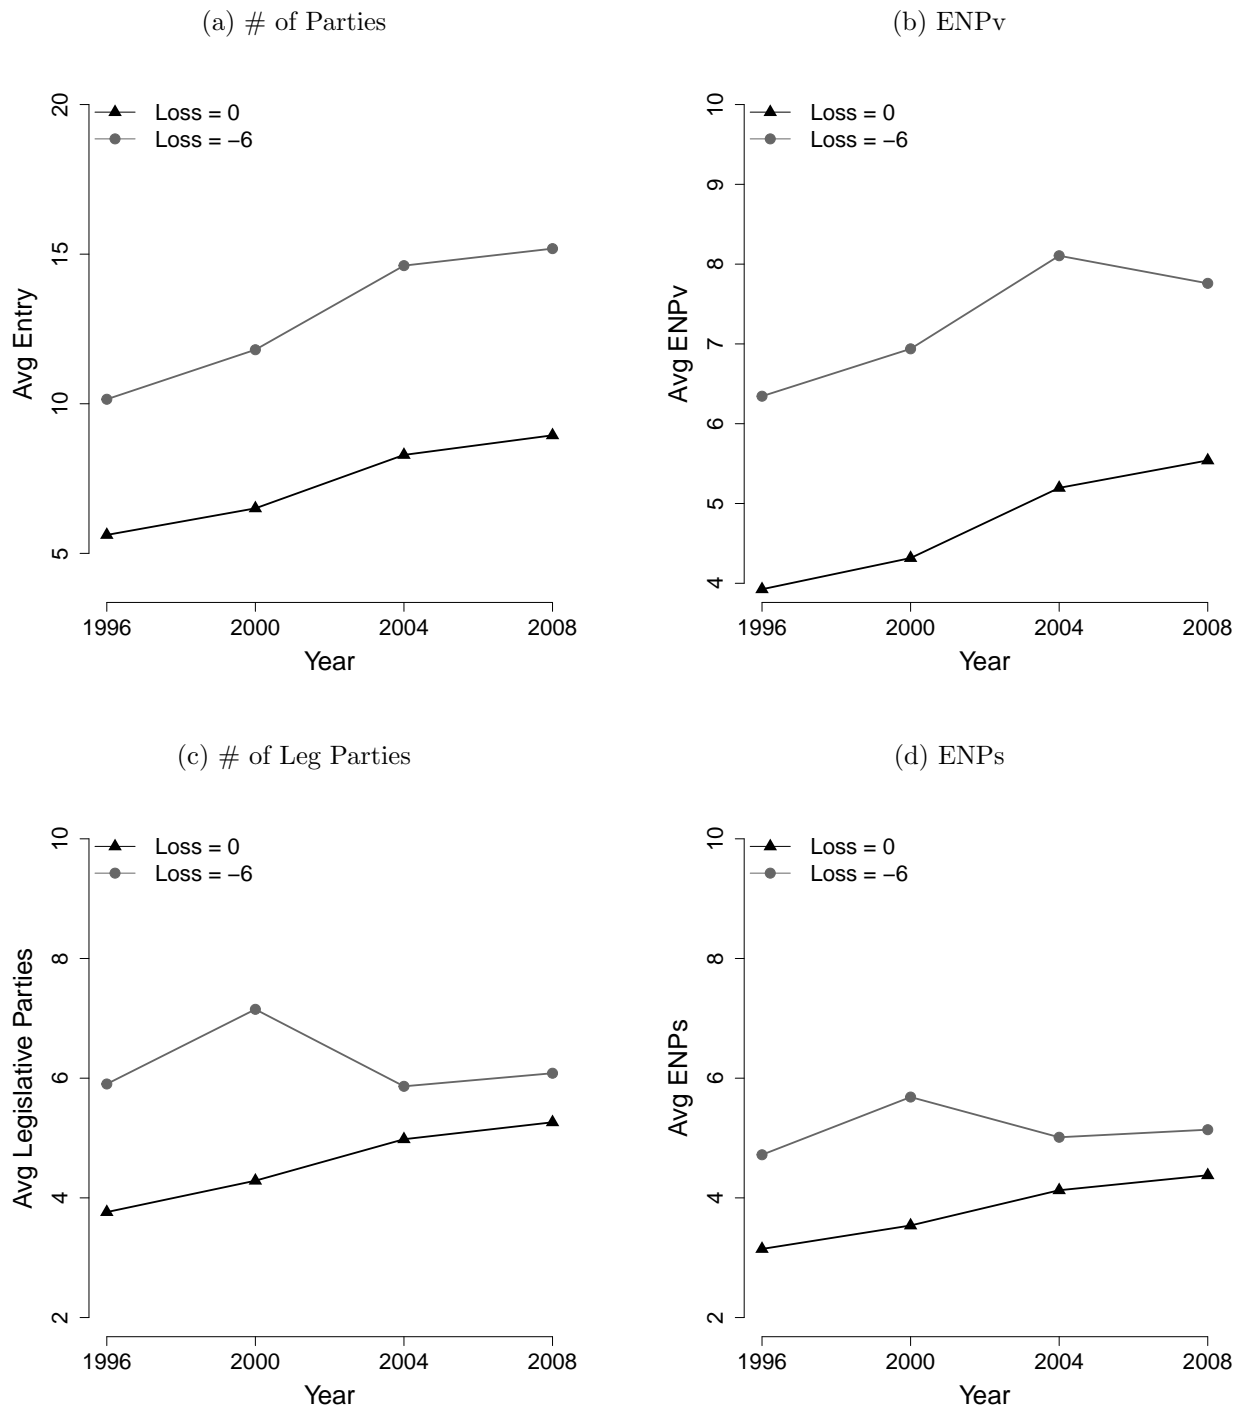 (a) # of Parties
Loss = 0
Loss = −6
Avg Entry
20
15
10
5
1996 2000 2004 2008
Year
(b) ENPv
Loss = 0
Loss = −6
Avg ENPv
10
9
8
7
6
5
4
1996 2000 2004 2008
Year
(c) # of Leg Parties
Loss = 0
Loss = −6
Avg Legislative Parties
10
8
6
4
2
1996 2000 2004 2008
Year
(d) ENPs
Loss = 0
Loss = −6
Avg ENPs
10
8
6
4
2
1996 2000 2004 2008
Year